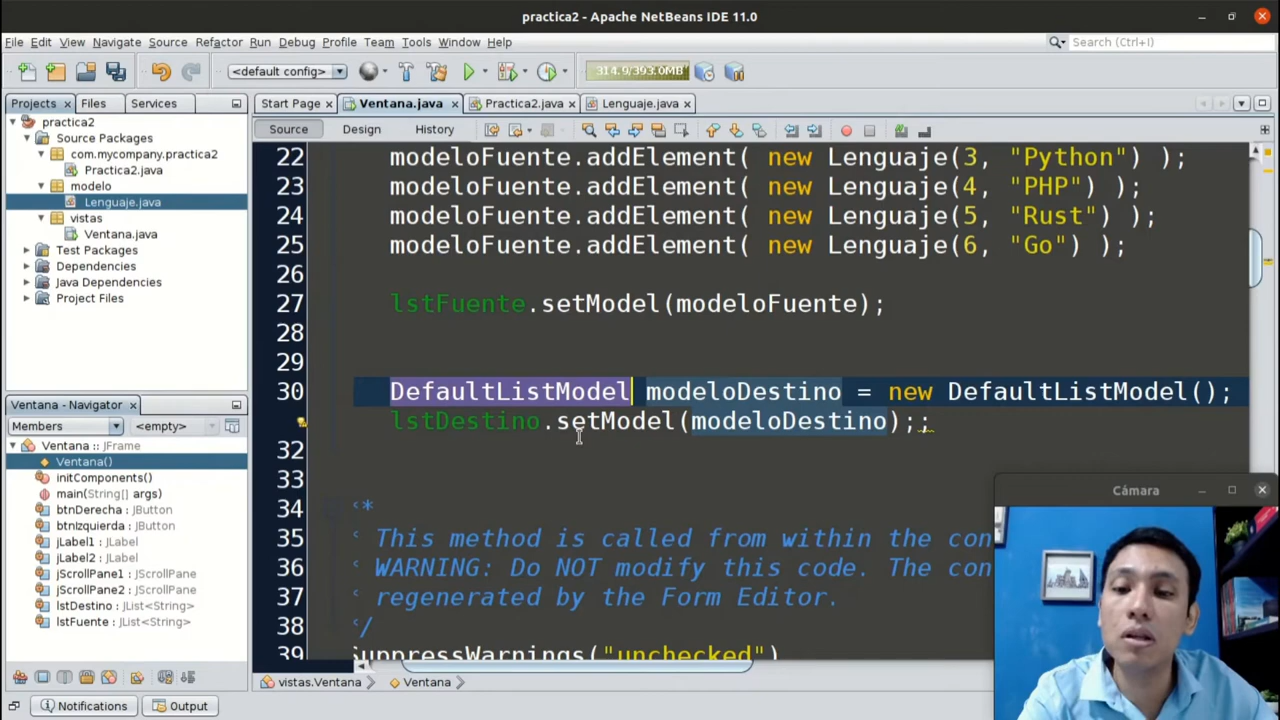 practica2 - Apache NetBeans IDE 11.0
File Edit View Navigate Source Refactor Run Debug Profile Team Tools Window Help
Search (Ctrl+I)
<default config>
314.9/393.0MB
Projects Files Services
Start Page Ventana.java Practica2.java Lenguaje.java
Source Design History
practica2
Source Packages
com.mycompany.practica2
Practica2.java
modelo
Lenguaje.java
vistas
Ventana.java
Test Packages
Dependencies
Java Dependencies
Project Files
Ventana - Navigator
Members <empty>
Ventana :: JFrame
Ventana()
initComponents()
main(String[] args)
btnDerecha : JButton
btnIzquierda : JButton
jLabel1 : JLabel
jLabel2 : JLabel
jScrollPane1 : JScrollPane
jScrollPane2 : JScrollPane
lstDestino : JList<String>
lstFuente : JList<String>
22 modeloFuente.addElement( new Lenguaje(3, "Python") );
23 modeloFuente.addElement( new Lenguaje(4, "PHP") );
24 modeloFuente.addElement( new Lenguaje(5, "Rust") );
25 modeloFuente.addElement( new Lenguaje(6, "Go") );
26
27 lstFuente.setModel(modeloFuente);
28
29
30 DefaultListModel modeloDestino = new DefaultListModel();
lstDestino.setModel(modeloDestino);;
32
33
34 *
35 * This method is called from within the con
36 * WARNING: Do NOT modify this code. The con
37 * regenerated by the Form Editor.
38 */
39 SuppressWarnings("unchecked")
vistas.Ventana Ventana
Notifications Output
Cámara